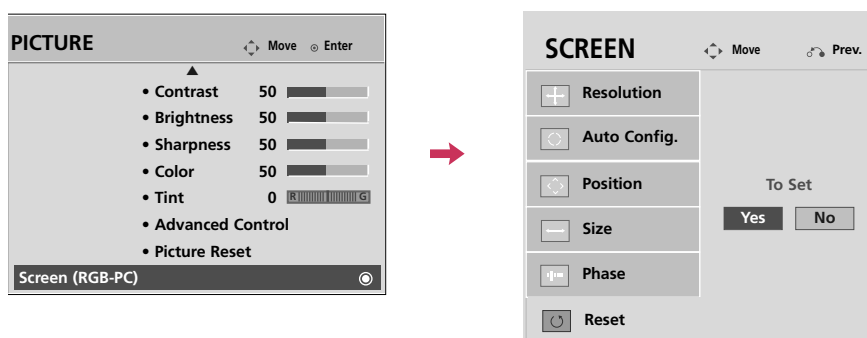 PICTURE Move Enter
• Contrast 50
• Brightness 50
• Sharpness 50
• Color 50
• Tint 0 R G
• Advanced Control
• Picture Reset
Screen (RGB-PC)
SCREEN Move Prev.
Resolution
Auto Config.
Position
Size
Phase
Reset
To Set
Yes No